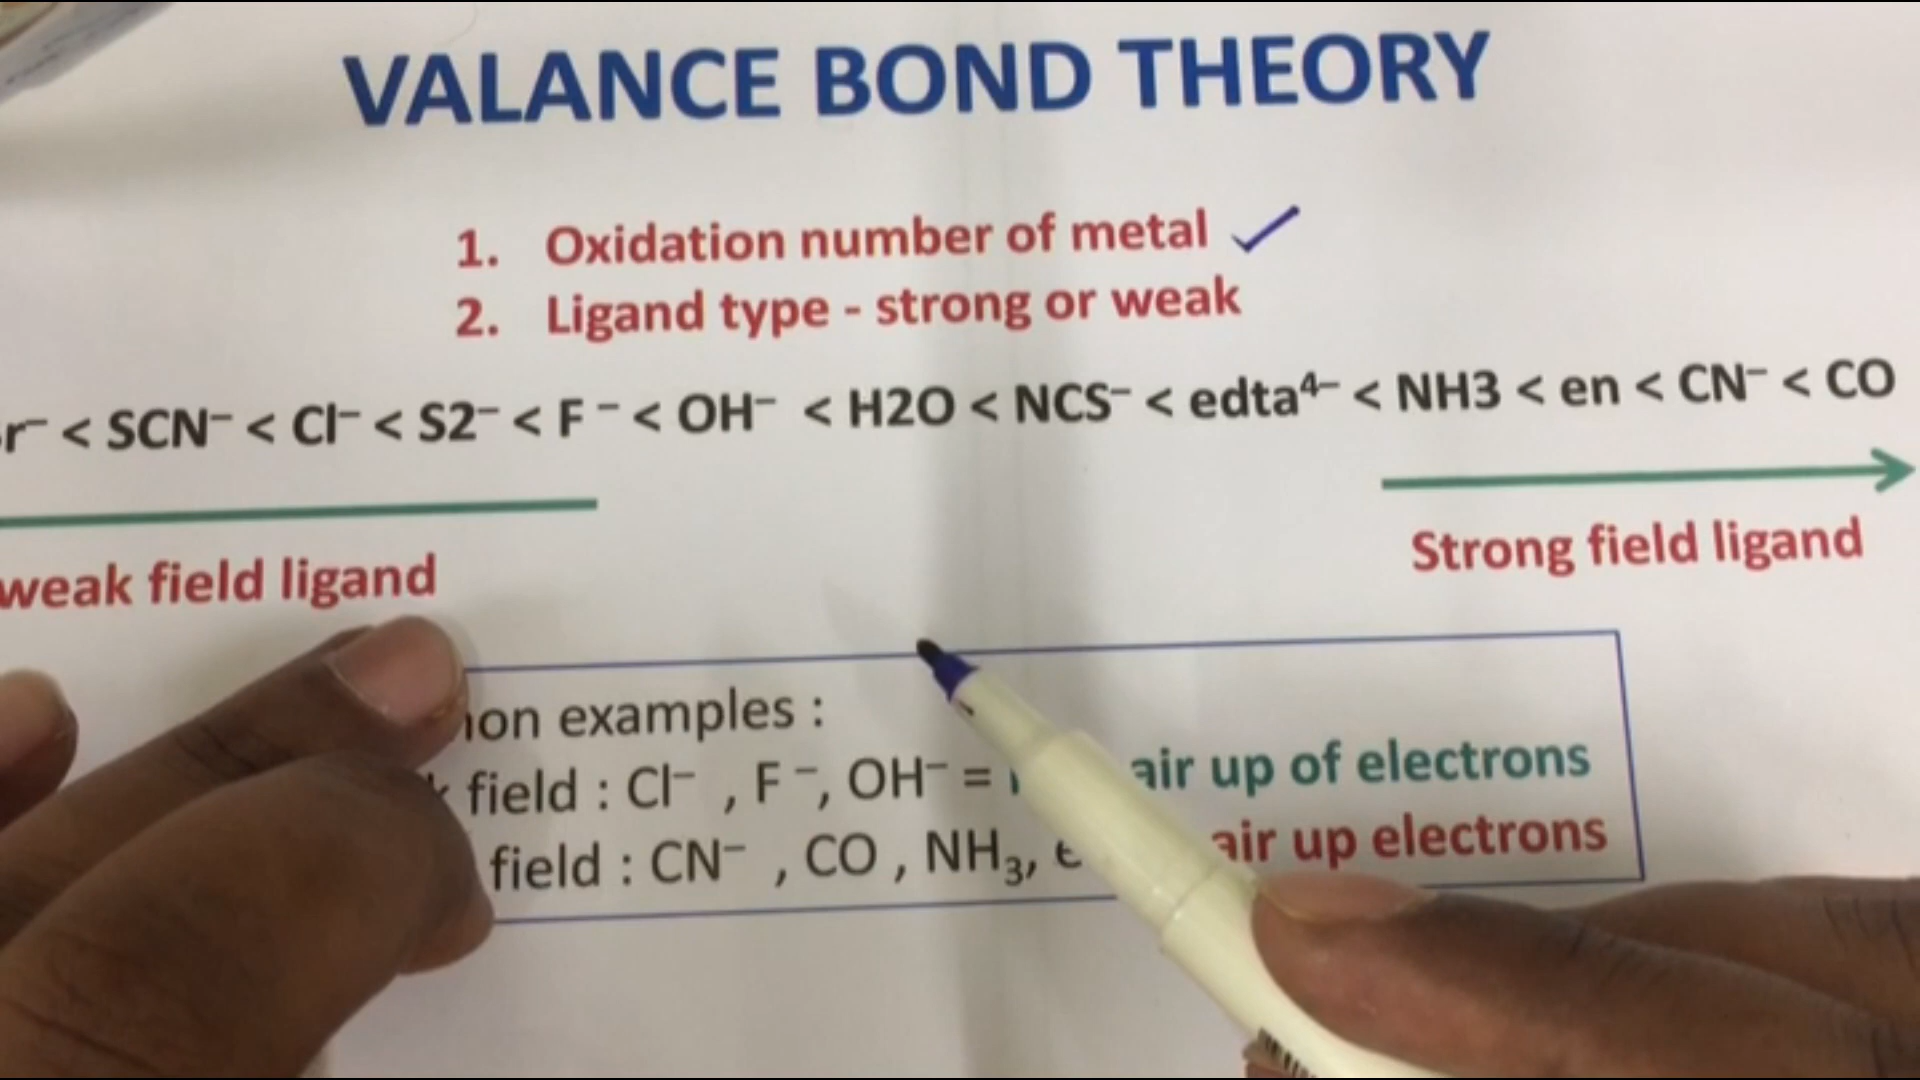 VALANCE BOND THEORY
1. Oxidation number of metal
2. Ligand type - strong or weak
r⁻ < SCN⁻ < Cl⁻ < S2⁻ < F ⁻ < OH⁻ < H2O < NCS⁻ < edta⁴⁻ < NH3 < en < CN⁻ < CO
weak field ligand
Strong field ligand
examples :
field : Cl⁻ , F ⁻, OH⁻ = air up of electrons
field : CN⁻ , CO , NH₃, air up electrons